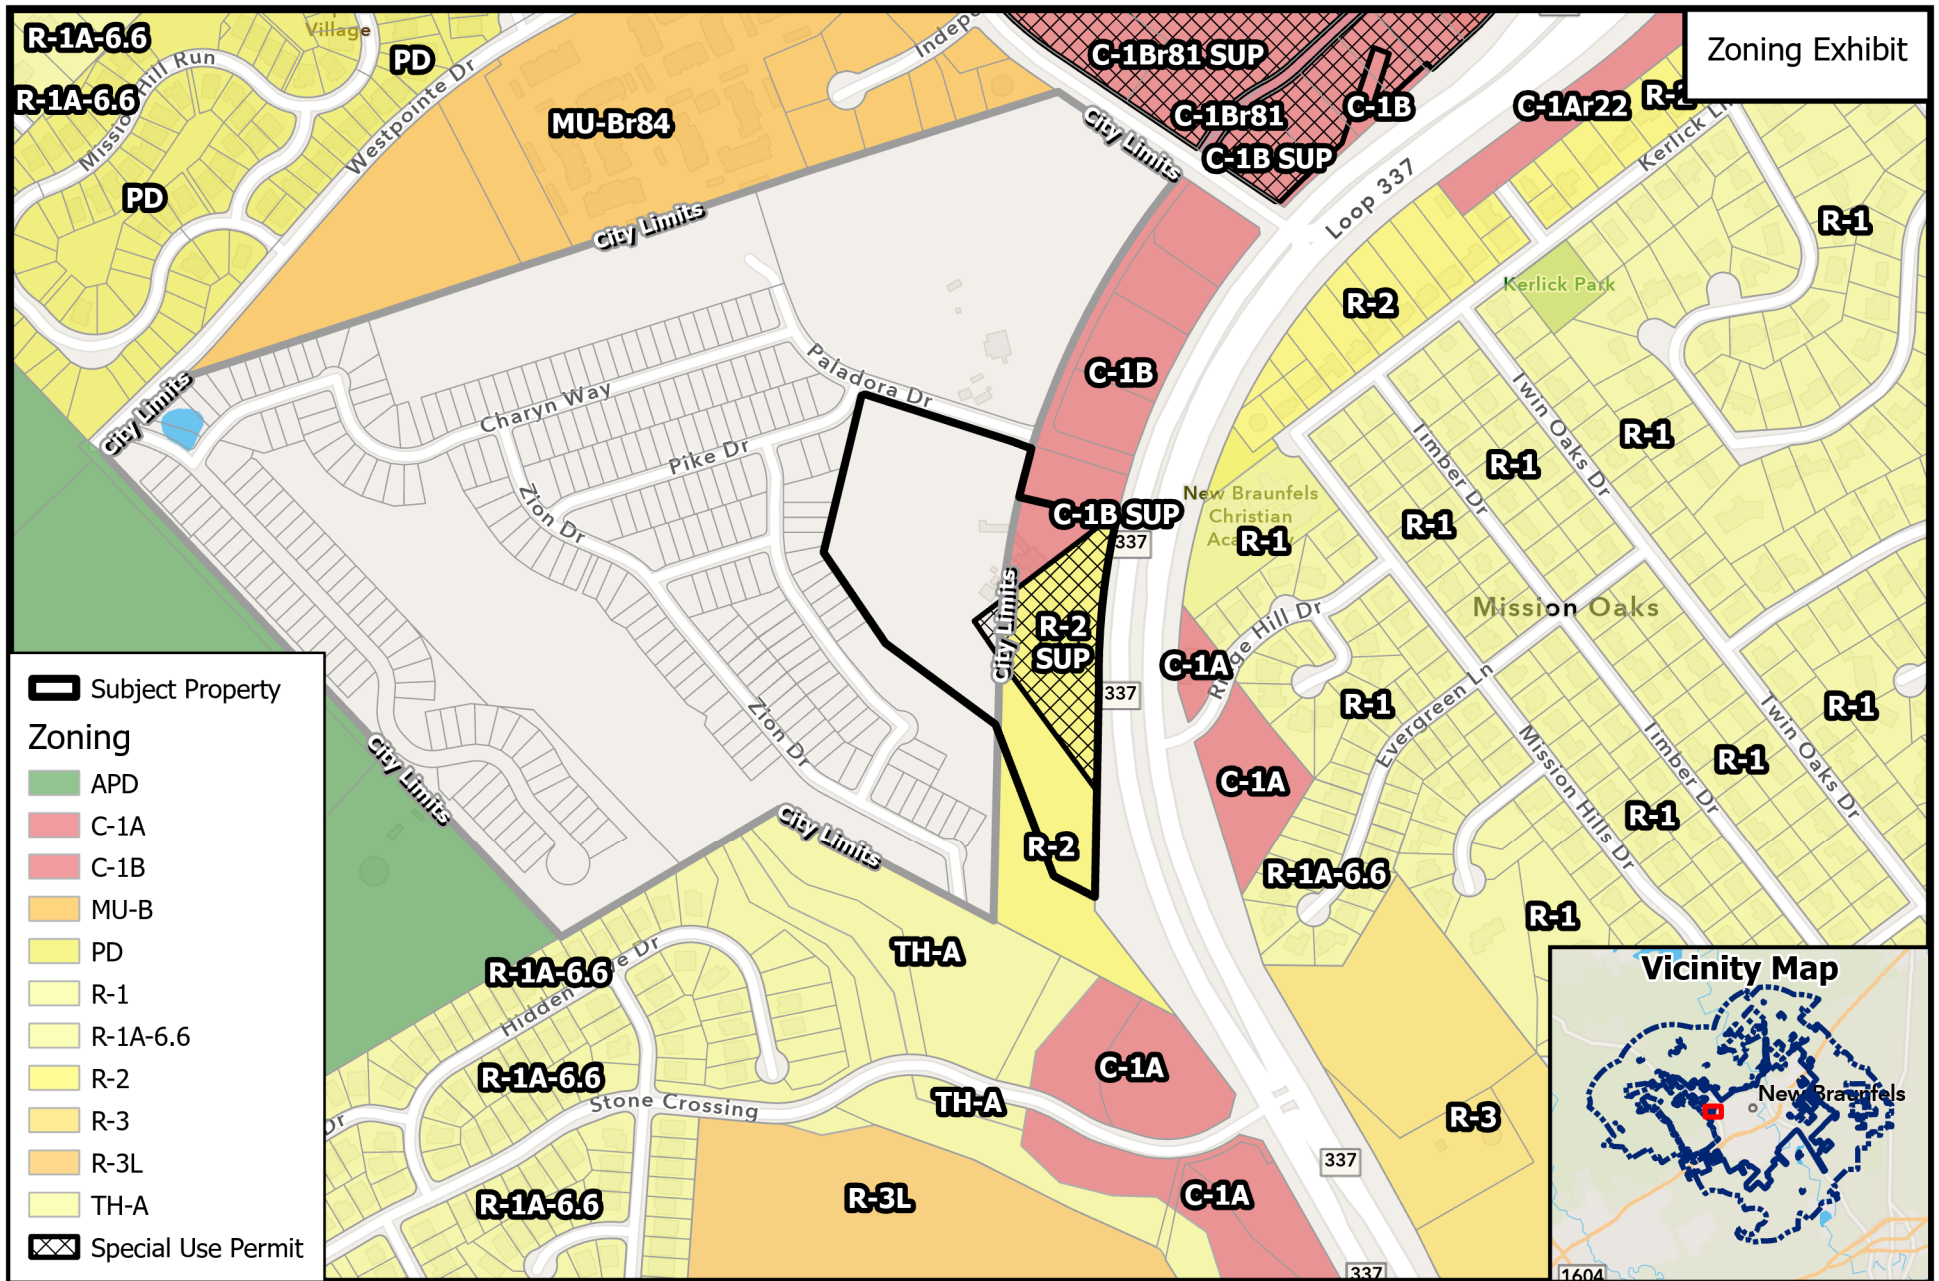 Zoning Exhibit
Village
R-1A-6.6
R-1A-6.6
PD
PD
Mission Hill Run
Westpointe Dr
MU-Br84
City Limits
C-1Br81 SUP
C-1Br81
C-1B
C-1B SUP
City Limits
Loop 337
C-1Ar22
Kerlick Ln
R-1
Kerlick Park
R-2
C-1B
City Limits
Charyn Way
Paladora Dr
Pike Dr
Zion Dr
C-1B SUP
337
New Braunfels
Christian
R-1
R-1
Timber Dr
R-1
Twin Oaks Dr
R-1
City Limits
R-2
SUP
337
C-1A
Ridge Hill Dr
Mission Oaks
R-1
Evergreen Ln
C-1A
R-1A-6.6
Mission Hills Dr
R-1
Timber Dr
R-1
Twin Oaks Dr
R-1
R-1
Zion Dr
City Limits
City Limits
R-2
TH-A
R-1A-6.6
R-1A-6.6
Stone Crossing
TH-A
C-1A
R-1A-6.6
Dr
R-3L
C-1A
337
337
R-3
Subject Property
Zoning
APD
C-1A
C-1B
MU-B
PD
R-1
R-1A-6.6
R-2
R-3
R-3L
TH-A
Special Use Permit
Vicinity Map
New Braunfels
1604